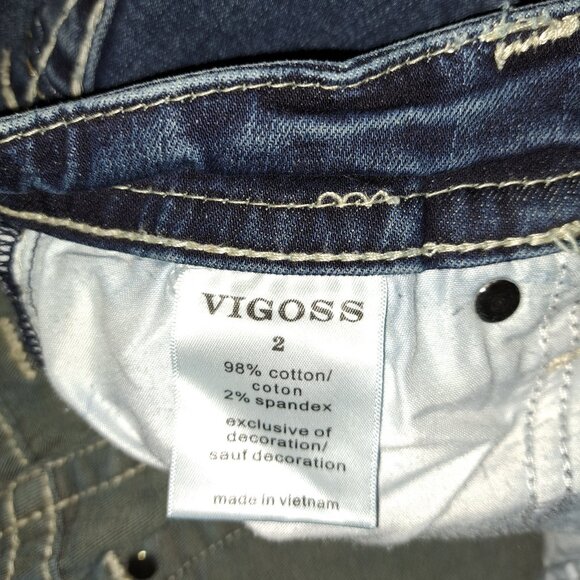 VIGOSS
2
98% cotton/
coton
2% spandex
exclusive of
decoration/
sauf decoration
made in vietnam